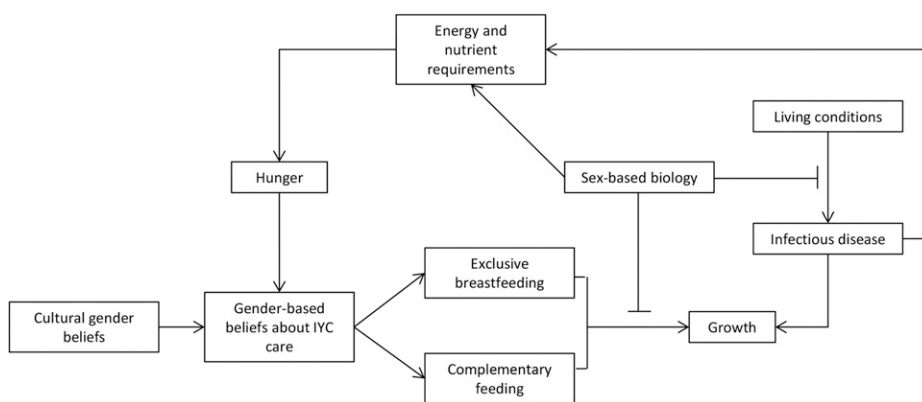 Energy and
nutrient
requirements
Living conditions
Hunger
Sex-based biology
Infectious disease
Exclusive
breastfeeding
Cultural gender
beliefs
Gender-based
beliefs about IYC
care
Growth
Complementary
feeding